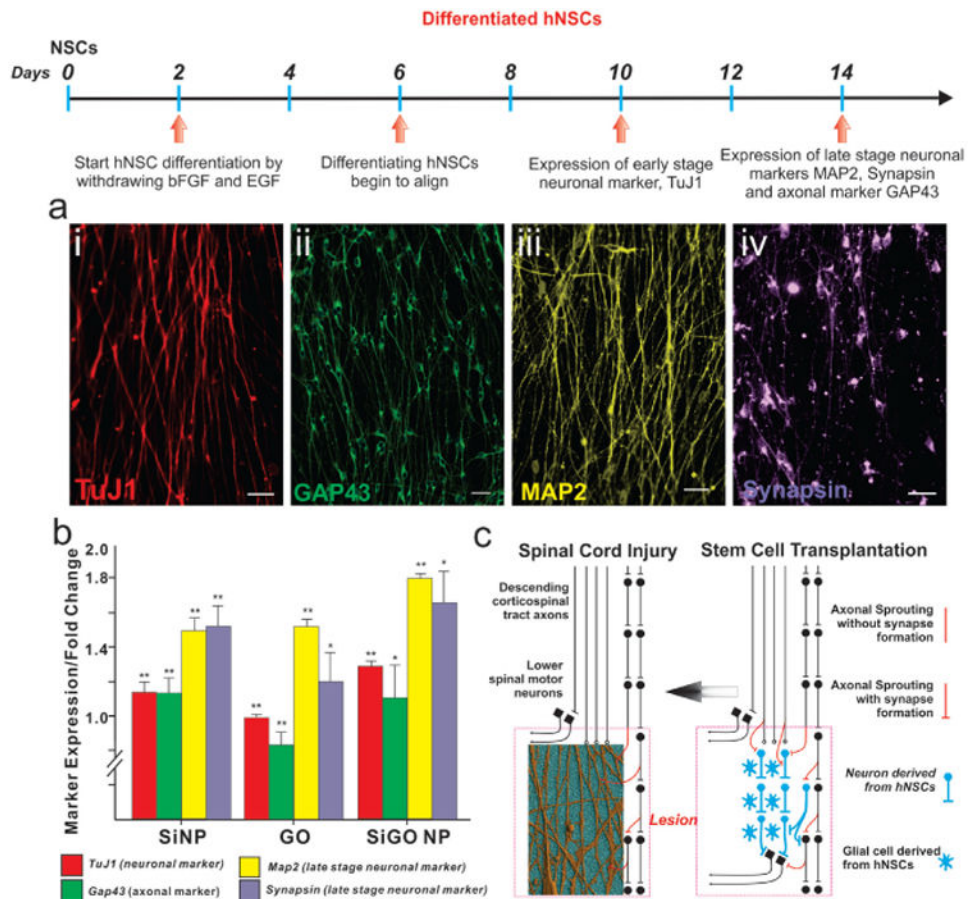 Differentiated hNSCs
NSCs
Days 0 2 4 6 8 10 12 14
Start hNSC differentiation by
withdrawing bFGF and EGF
Differentiating hNSCs
begin to align
Expression of early stage
neuronal marker, TuJ1
Expression of late stage neuronal
markers MAP2, Synapsin
and axonal marker GAP43
a
i
ii
iii
iv
TuJ1
GAP43
MAP2
Synapsin
b
Marker Expression/Fold Change
2.0
1.8
1.4
1.0
** ** ** **
** ** ** *
** * ** *
SiNP GO SiGO NP
TuJ1 (neuronal marker)
Map2 (late stage neuronal marker)
Gap43 (axonal marker)
Synapsin (late stage neuronal marker)
c
Spinal Cord Injury
Stem Cell Transplantation
Descending
corticospinal
tract axons
Lower
spinal motor
neurons
Lesion
Axonal Sprouting
without synapse
formation
Axonal Sprouting
with synapse
formation
Neuron derived
from hNSCs
Glial cell derived
from hNSCs